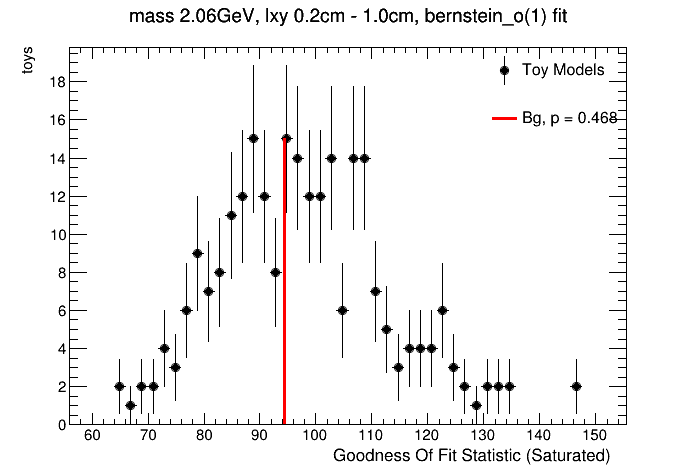 mass 2.06GeV, lxy 0.2cm - 1.0cm, bernstein_o(1) fit
toys
18
16
14
12
10
8
6
4
2
0
Toy Models
Bg, p = 0.468
60 70 80 90 100 110 120 130 140 150
Goodness Of Fit Statistic (Saturated)